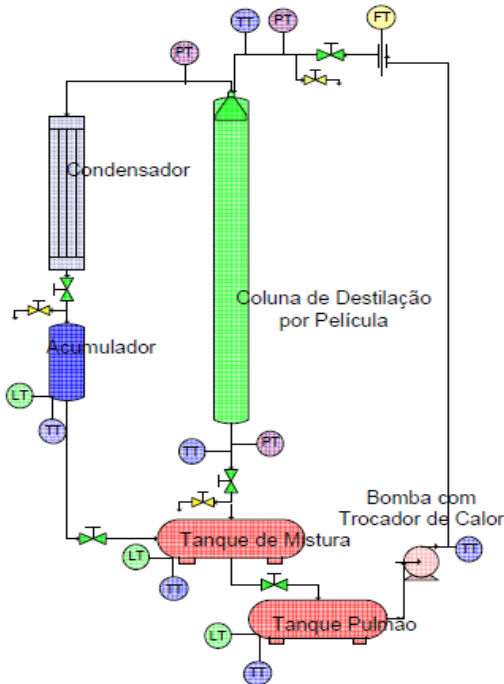 TT
PT
FT
PT
Condensador
Coluna de Destilação
por Película
Acumulador
LT
TT
TT
PT
Bomba com
Trocador de Calor
Tanque de Mistura
TT
LT
TT
Tanque Pulmão
LT
TT